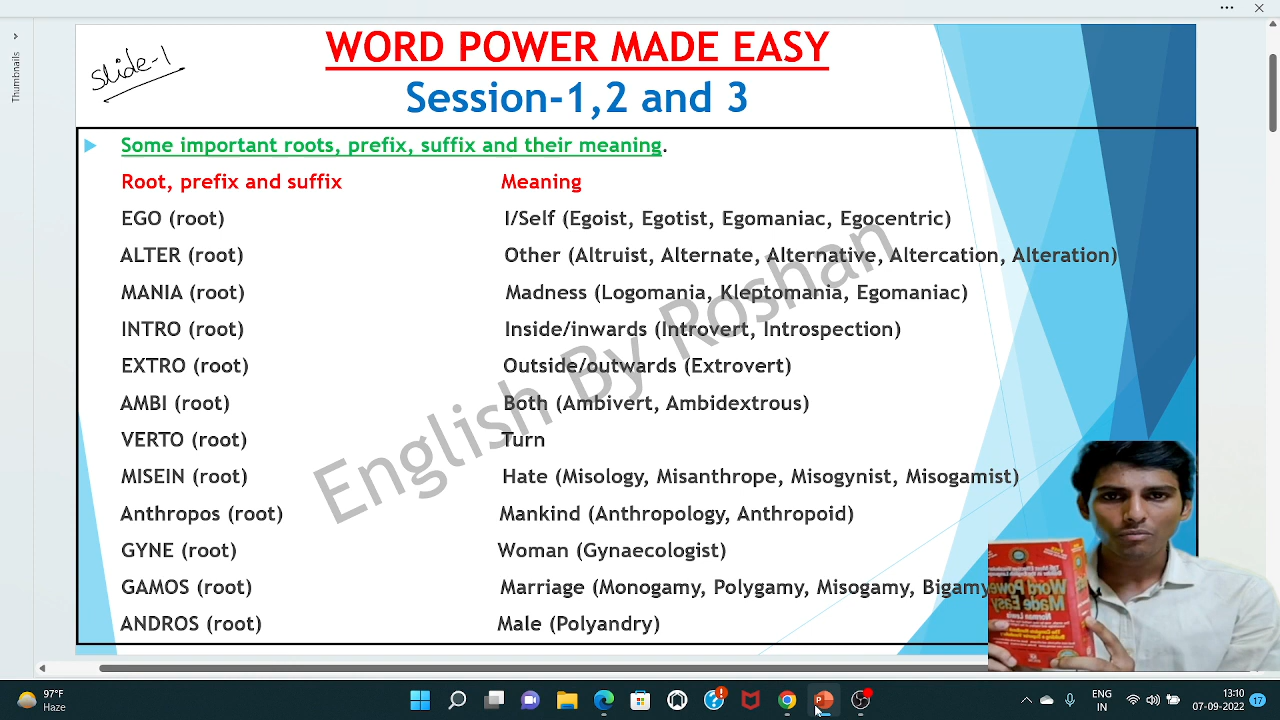 Thumbnails
Slide-1
WORD POWER MADE EASY
Session-1,2 and 3
Some important roots, prefix, suffix and their meaning.
Root, prefix and suffix Meaning
EGO (root) I/Self (Egoist, Egotist, Egomaniac, Egocentric)
ALTER (root) Other (Altruist, Alternate, Alternative, Altercation, Alteration)
MANIA (root) Madness (Logomania, Kleptomania, Egomaniac)
INTRO (root) Inside/inwards (Introvert, Introspection)
EXTRO (root) Outside/outwards (Extrovert)
AMBI (root) Both (Ambivert, Ambidextrous)
VERTO (root) Turn
MISEIN (root) Hate (Misology, Misanthrope, Misogynist, Misogamist)
Anthropos (root) Mankind (Anthropology, Anthropoid)
GYNE (root) Woman (Gynaecologist)
GAMOS (root) Marriage (Monogamy, Polygamy, Misogamy, Bigamy
ANDROS (root) Male (Polyandry)
English By Roshan
Word Power
Made Easy
Norman Lewis
97°F
Haze
ENG
IN
13:10
07-09-2022
17